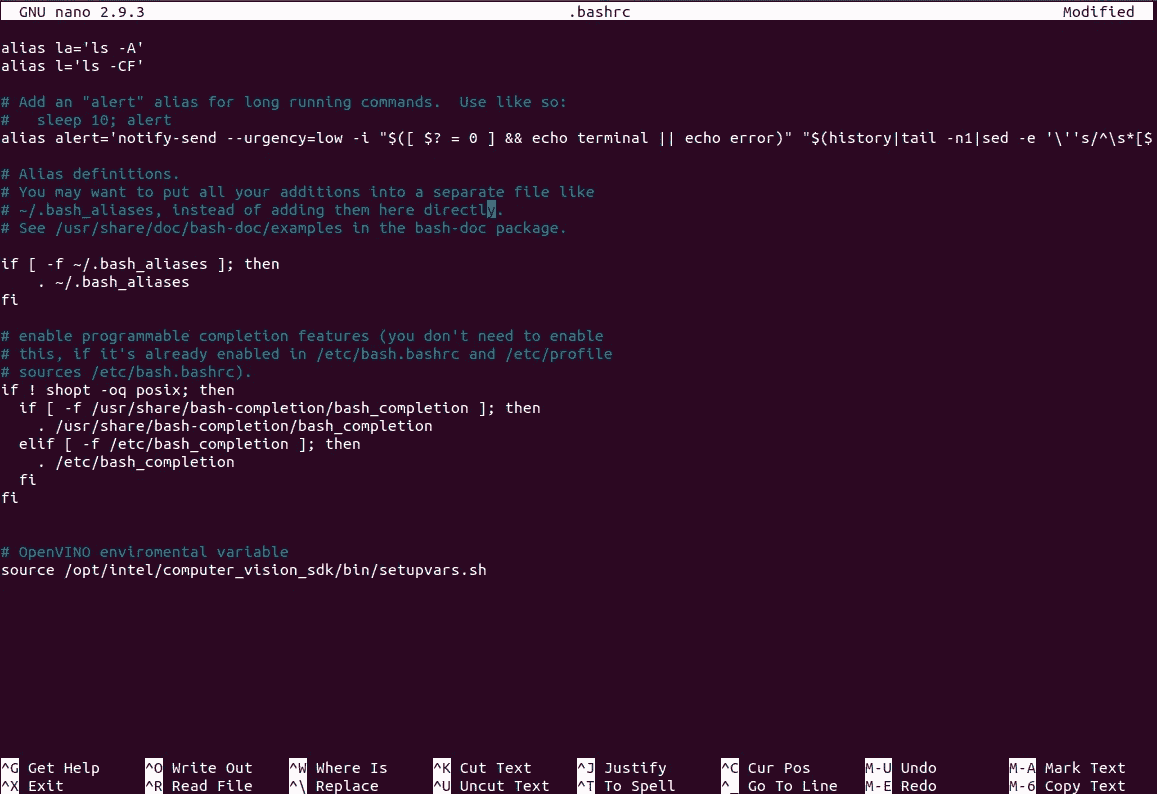 GNU nano 2.9.3 .bashrc Modified
alias la='ls -A'
alias l='ls -CF'
# Add an "alert" alias for long running commands.  Use like so:
#   sleep 10; alert
alias alert='notify-send --urgency=low -i "$([ $? = 0 ] && echo terminal || echo error)" "$(history|tail -n1|sed -e '\''s/^\s*[$
# Alias definitions.
# You may want to put all your additions into a separate file like
# ~/.bash_aliases, instead of adding them here directly.
# See /usr/share/doc/bash-doc/examples in the bash-doc package.
if [ -f ~/.bash_aliases ]; then
    . ~/.bash_aliases
fi
# enable programmable completion features (you don't need to enable
# this, if it's already enabled in /etc/bash.bashrc and /etc/profile
# sources /etc/bash.bashrc).
if ! shopt -oq posix; then
  if [ -f /usr/share/bash-completion/bash_completion ]; then
    . /usr/share/bash-completion/bash_completion
  elif [ -f /etc/bash_completion ]; then
    . /etc/bash_completion
  fi
fi
# OpenVINO enviromental variable
source /opt/intel/computer_vision_sdk/bin/setupvars.sh
^G Get Help ^O Write Out ^W Where Is ^K Cut Text ^J Justify ^C Cur Pos M-U Undo M-A Mark Text
^X Exit ^R Read File ^\ Replace ^U Uncut Text ^T To Spell ^_ Go To Line M-E Redo M-6 Copy Text